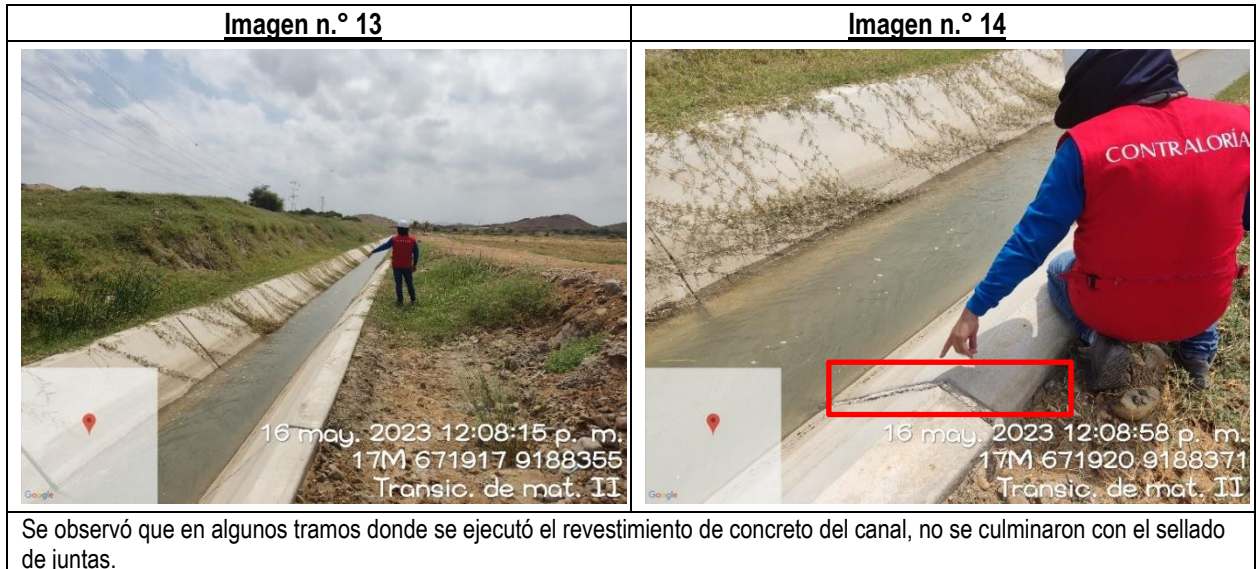 Imagen n.° 13
Imagen n.° 14
16 may. 2023 12:08:15 p. m.
17M 671917 9188355
Transic. de mat. II
Google
CONTRALORÍA
16 may. 2023 12:08:58 p. m.
17M 671920 9188371
Transic. de mat. II
Google
Se observó que en algunos tramos donde se ejecutó el revestimiento de concreto del canal, no se culminaron con el sellado
de juntas.